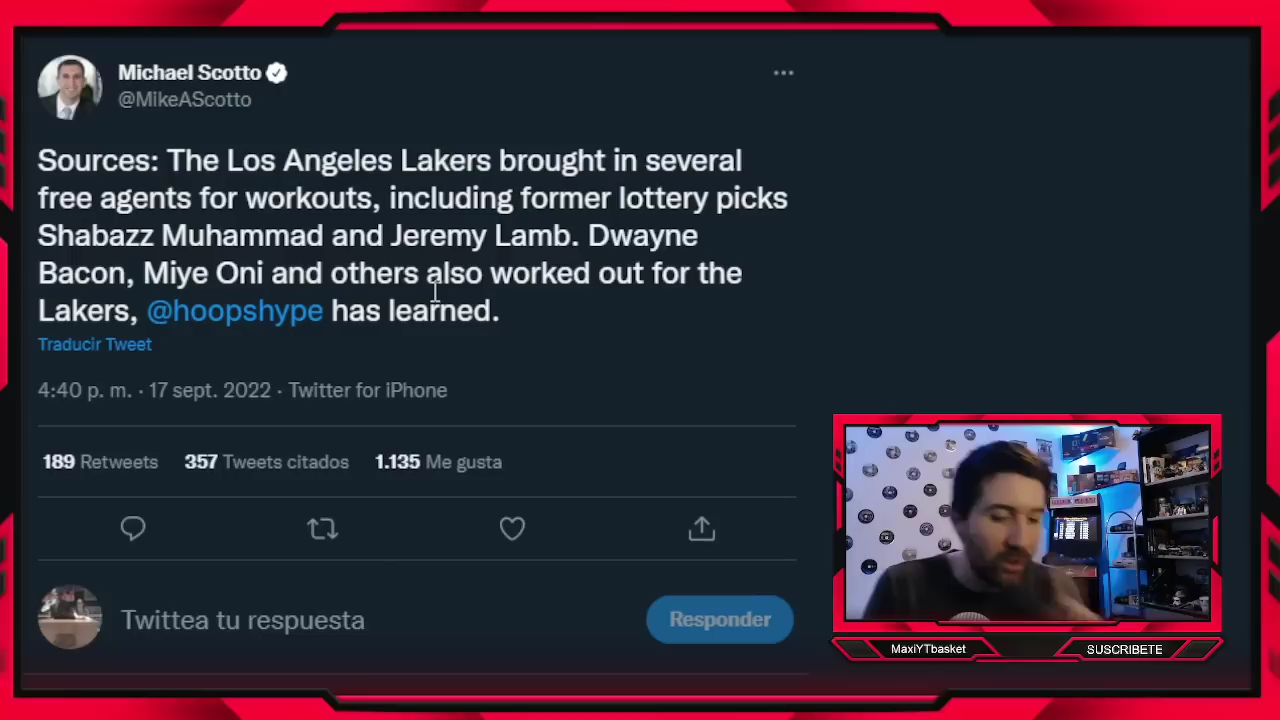 Michael Scotto
@MikeAScotto
Sources: The Los Angeles Lakers brought in several
free agents for workouts, including former lottery picks
Shabazz Muhammad and Jeremy Lamb. Dwayne
Bacon, Miye Oni and others also worked out for the
Lakers, @hoopshype has learned.
Traducir Tweet
4:40 p. m. · 17 sept. 2022 · Twitter for iPhone
189 Retweets 357 Tweets citados 1.135 Me gusta
Twittea tu respuesta
Responder
MaxiYTbasket
SUSCRIBETE